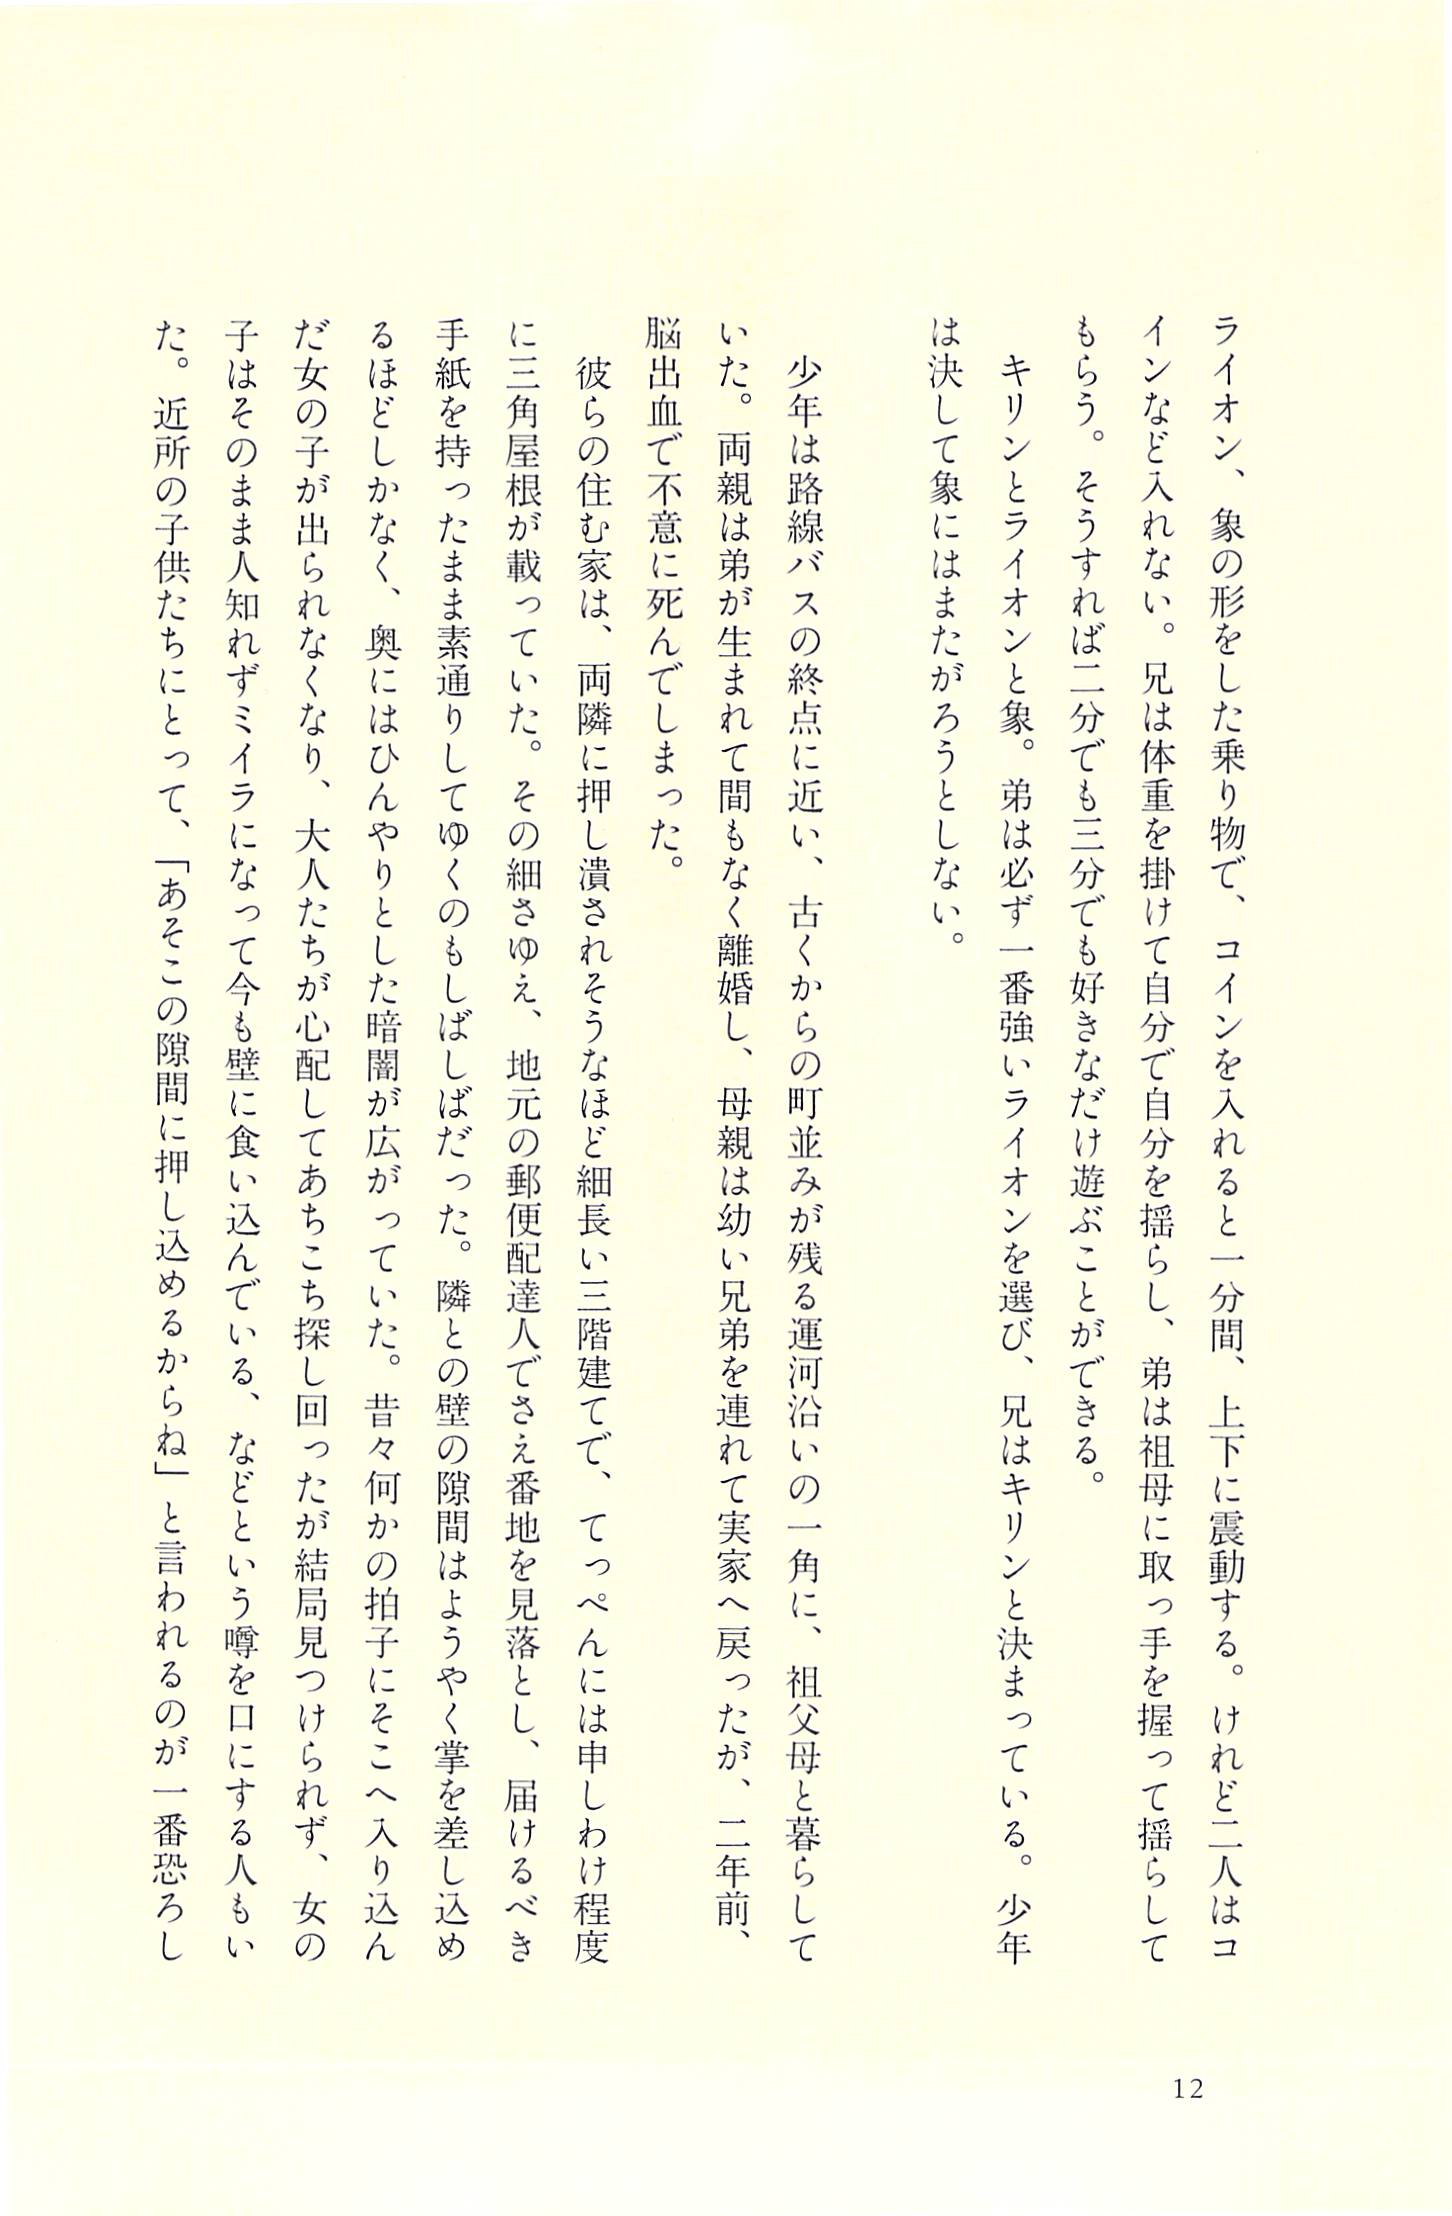 ライオン、象の形をした乗り物で、コインを入れると一分間、上下に震動する。けれど二人はコ
インなど入れない。兄は体重を掛けて自分で自分を揺らし、弟は祖母に取っ手を握って揺らして
もらう。そうすれば二分でも三分でも好きなだけ遊ぶことができる。
　キリンとライオンと象。弟は必ず一番強いライオンを選び、兄はキリンと決まっている。少年
は決して象にはまたがろうとしない。
　少年は路線バスの終点に近い、古くからの町並みが残る運河沿いの一角に、祖父母と暮らして
いた。両親は弟が生まれて間もなく離婚し、母親は幼い兄弟を連れて実家へ戻ったが、二年前、
脳出血で不意に死んでしまった。
　彼らの住む家は、両隣に押し潰されそうなほど細長い三階建てで、てっぺんには申しわけ程度
に三角屋根が載っていた。その細さゆえ、地元の郵便配達人でさえ番地を見落とし、届けるべき
手紙を持ったまま素通りしてゆくのもしばしばだった。隣との壁の隙間はようやく掌を差し込め
るほどしかなく、奥にはひんやりとした暗闇が広がっていた。昔々何かの拍子にそこへ入り込ん
だ女の子が出られなくなり、大人たちが心配してあちこち探し回ったが結局見つけられず、女の
子はそのまま人知れずミイラになって今も壁に食い込んでいる、などという噂を口にする人もい
た。近所の子供たちにとって、「あそこの隙間に押し込めるからね」と言われるのが一番恐ろし
12